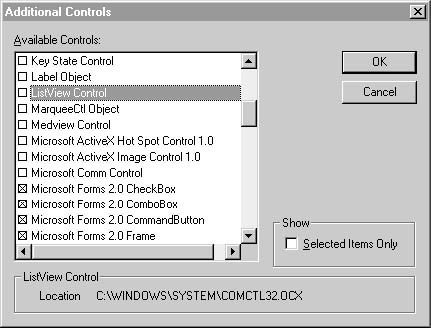 Additional Controls
Available Controls:
Key State Control
Label Object
ListView Control
MarqueeCtl Object
Medview Control
Microsoft ActiveX Hot Spot Control 1.0
Microsoft ActiveX Image Control 1.0
Microsoft Comm Control
Microsoft Forms 2.0 CheckBox
Microsoft Forms 2.0 ComboBox
Microsoft Forms 2.0 CommandButton
Microsoft Forms 2.0 Frame
OK
Cancel
Show
Selected Items Only
ListView Control
Location C:\WINDOWS\SYSTEM\COMCTL32.OCX